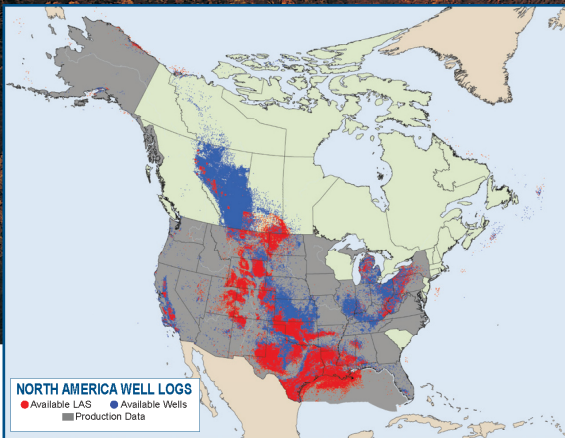 NORTH AMERICA WELL LOGS
Available LAS Available Wells
Production Data